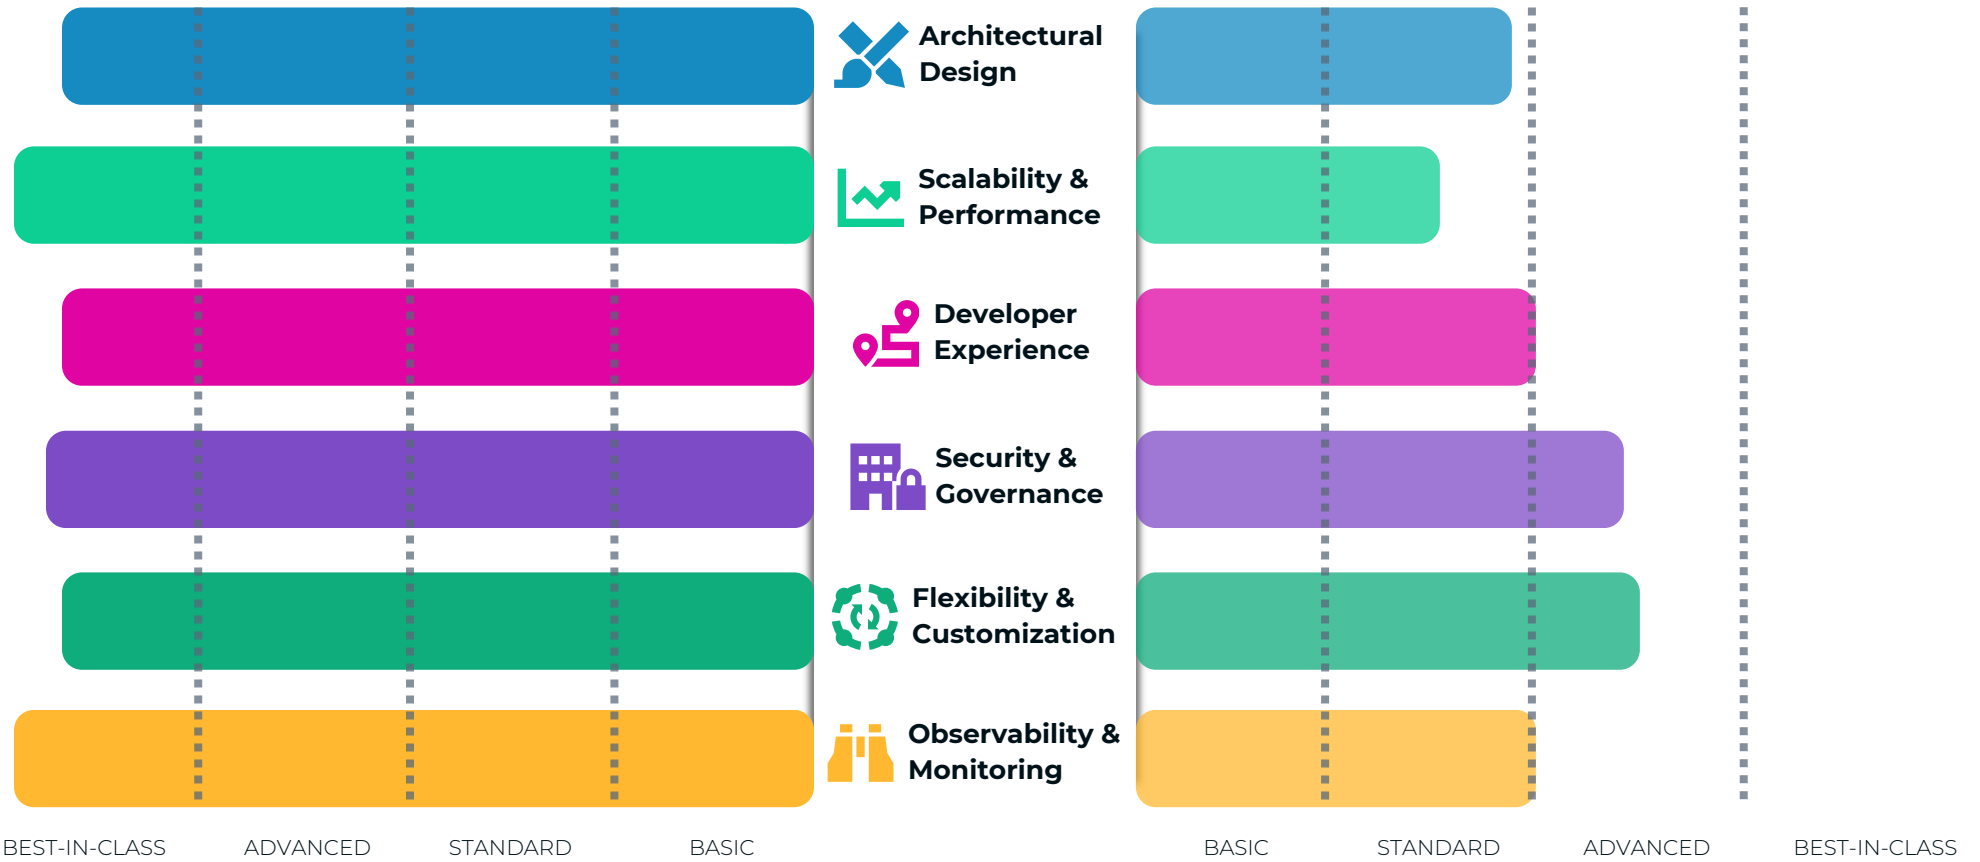 Architectural
Design
Scalability &
Performance
Developer
Experience
Security &
Governance
Flexibility &
Customization
Observability &
Monitoring
BEST-IN-CLASS ADVANCED STANDARD BASIC BASIC STANDARD ADVANCED BEST-IN-CLASS